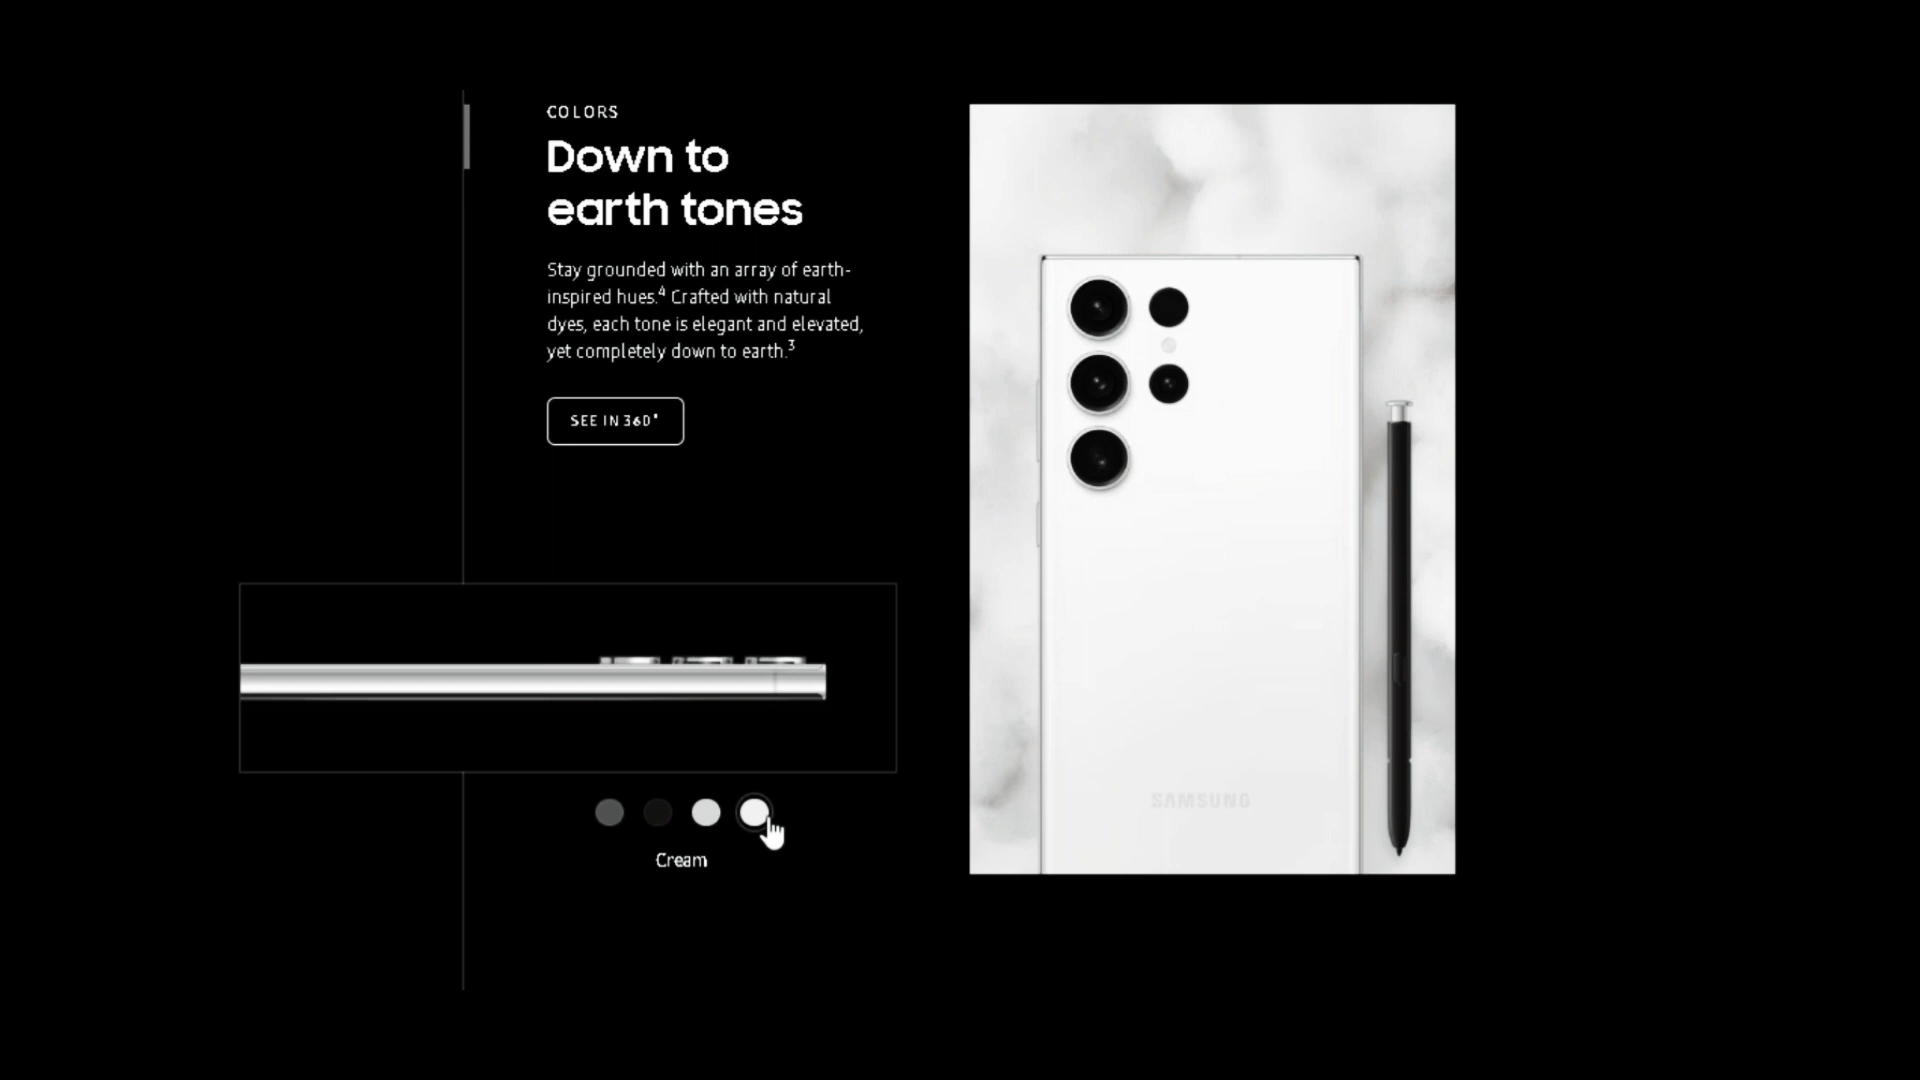 COLORS
Down to
earth tones
Stay grounded with an array of earth-
inspired hues.4 Crafted with natural
dyes, each tone is elegant and elevated,
yet completely down to earth.3
SEE IN 360°
Cream
SAMSUNG